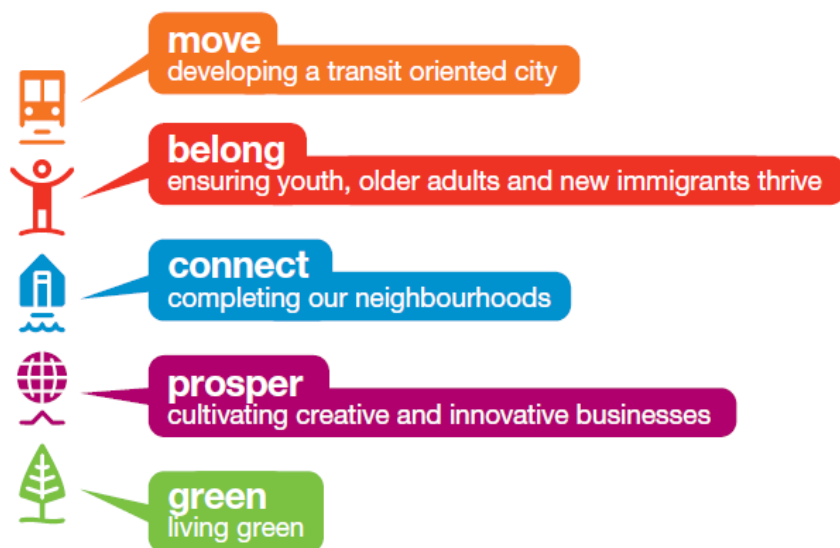 move
developing a transit oriented city
belong
ensuring youth, older adults and new immigrants thrive
connect
completing our neighbourhoods
prosper
cultivating creative and innovative businesses
green
living green